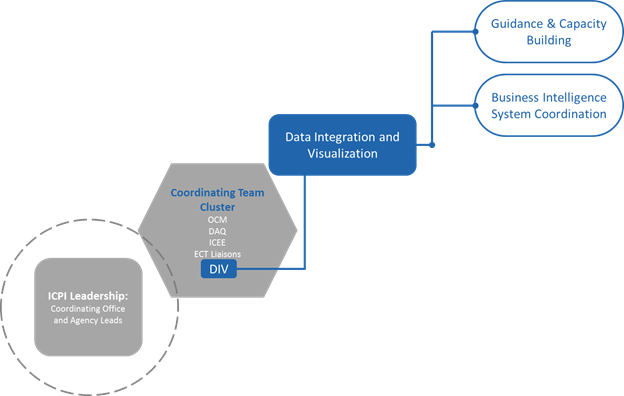 Guidance & Capacity
Building
Business Intelligence
System Coordination
Data Integration and
Visualization
Coordinating Team
Cluster
OCM
DAQ
ICEE
ECT Liaisons
DIV
ICPI Leadership:
Coordinating Office
and Agency Leads